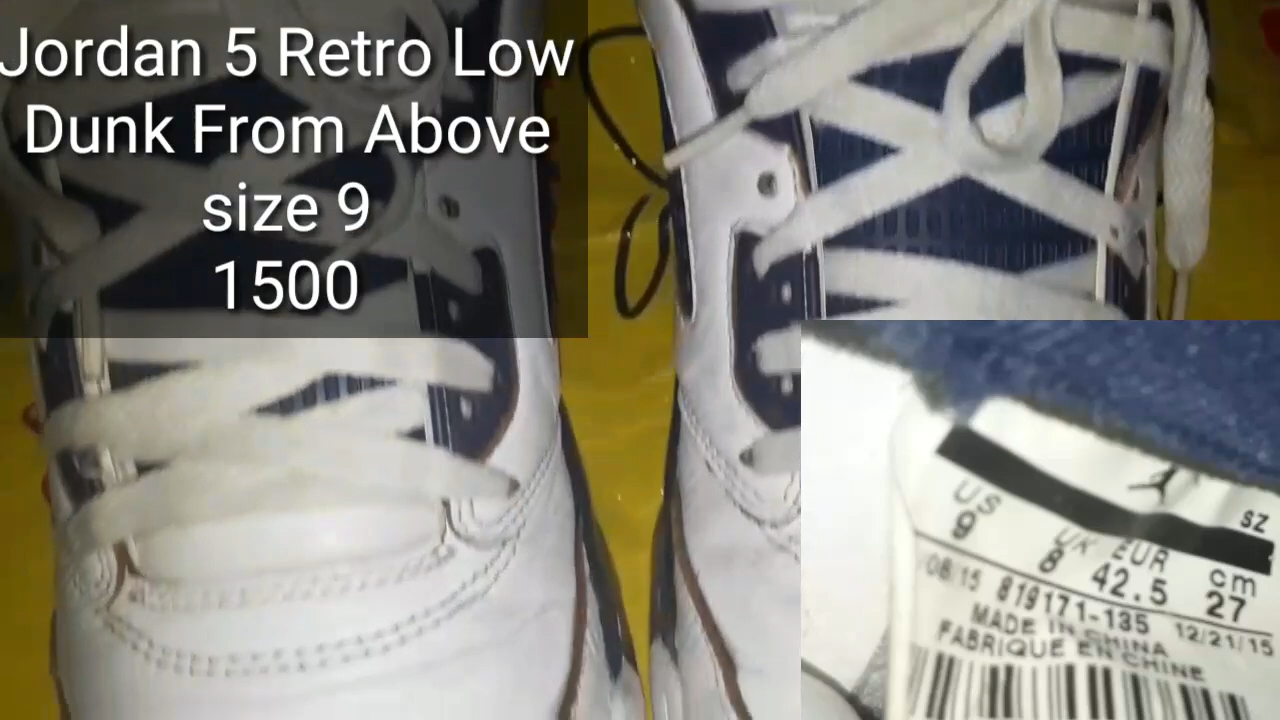 Jordan 5 Retro Low
Dunk From Above
size 9
1500
SZ
US UK EUR cm
9 8 42.5 27
08/15 819171-135 12/21/15
MADE IN CHINA
FABRIQUE EN CHINE